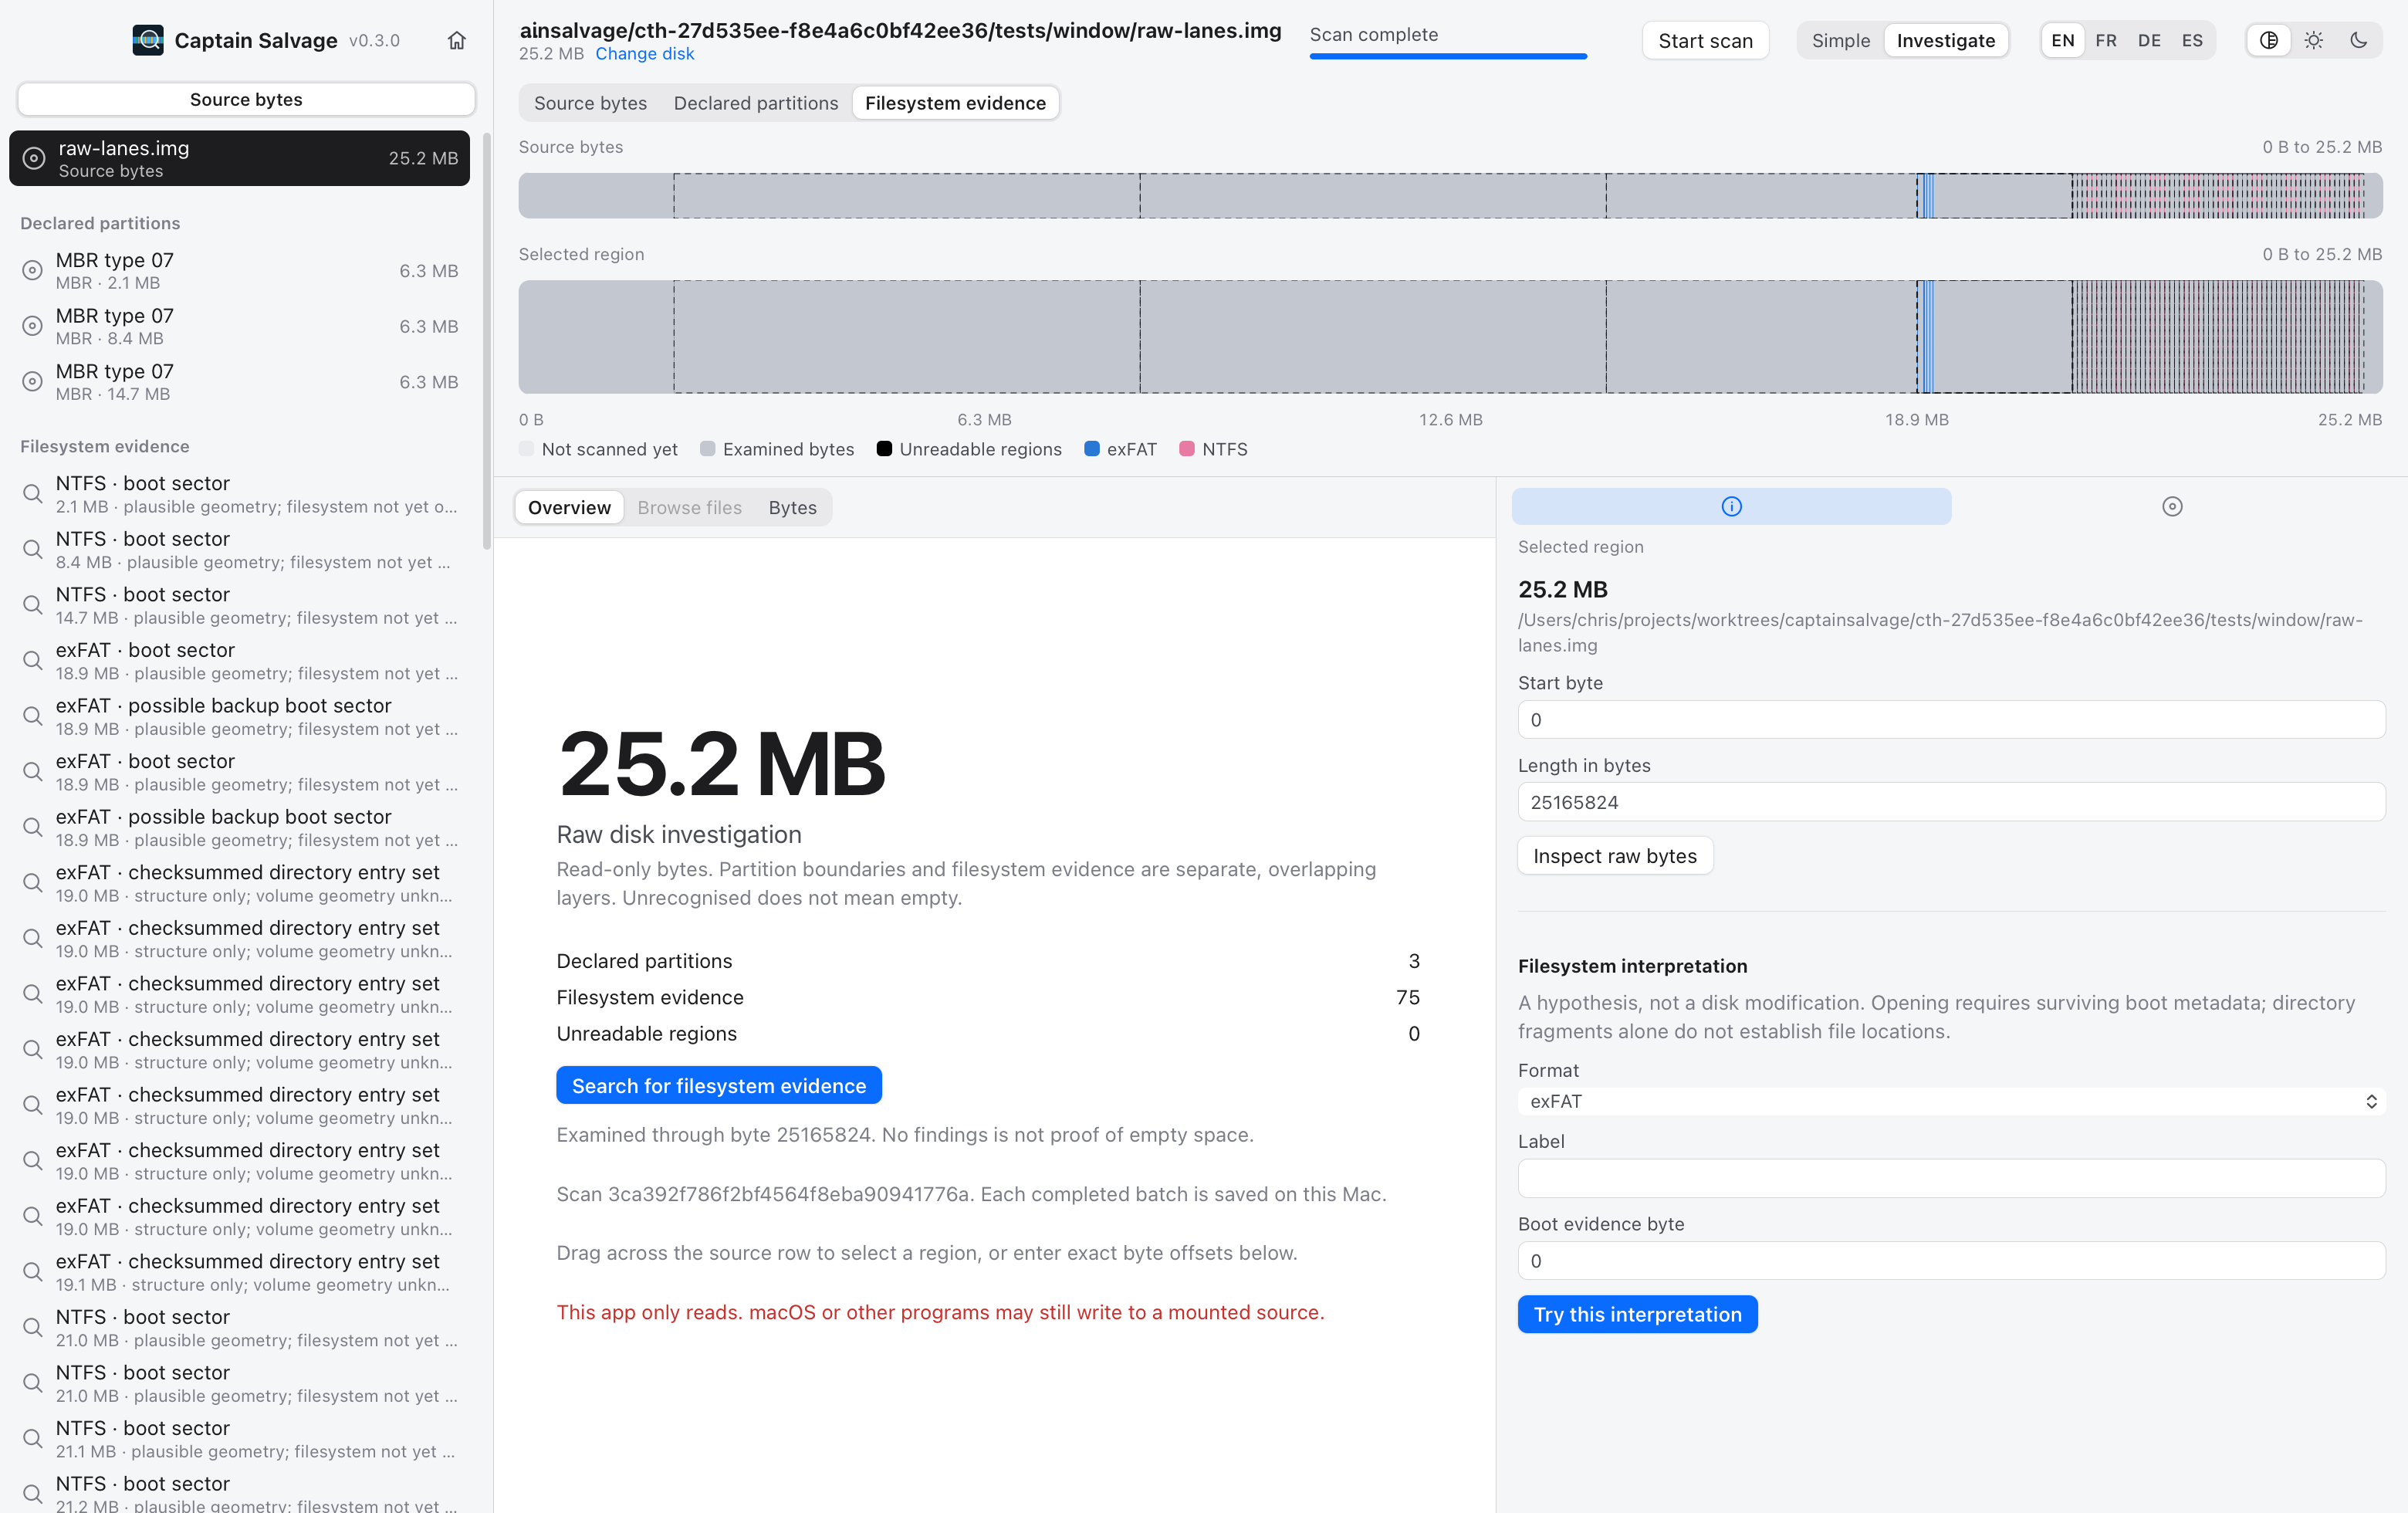 Captain Salvage v0.3.0
Source bytes
raw-lanes.img 25.2 MB
Source bytes
Declared partitions
MBR type 07 6.3 MB
MBR · 2.1 MB
MBR type 07 6.3 MB
MBR · 8.4 MB
MBR type 07 6.3 MB
MBR · 14.7 MB
Filesystem evidence
NTFS · boot sector
2.1 MB · plausible geometry; filesystem not yet o...
NTFS · boot sector
8.4 MB · plausible geometry; filesystem not yet ...
NTFS · boot sector
14.7 MB · plausible geometry; filesystem not yet ...
exFAT · boot sector
18.9 MB · plausible geometry; filesystem not yet ...
exFAT · possible backup boot sector
18.9 MB · plausible geometry; filesystem not yet ...
exFAT · boot sector
18.9 MB · plausible geometry; filesystem not yet ...
exFAT · possible backup boot sector
18.9 MB · plausible geometry; filesystem not yet ...
exFAT · checksummed directory entry set
19.0 MB · structure only; volume geometry unkn...
exFAT · checksummed directory entry set
19.0 MB · structure only; volume geometry unkn...
exFAT · checksummed directory entry set
19.0 MB · structure only; volume geometry unkn...
exFAT · checksummed directory entry set
19.0 MB · structure only; volume geometry unkn...
exFAT · checksummed directory entry set
19.0 MB · structure only; volume geometry unkn...
exFAT · checksummed directory entry set
19.0 MB · structure only; volume geometry unkn...
exFAT · checksummed directory entry set
19.0 MB · structure only; volume geometry unkn...
exFAT · checksummed directory entry set
19.1 MB · structure only; volume geometry unkn...
NTFS · boot sector
21.0 MB · plausible geometry; filesystem not yet ...
NTFS · boot sector
21.0 MB · plausible geometry; filesystem not yet ...
NTFS · boot sector
21.1 MB · plausible geometry; filesystem not yet ...
NTFS · boot sector
21.2 MB · plausible geometry; filesystem not yet ...
ainsalvage/cth-27d535ee-f8e4a6c0bf42ee36/tests/window/raw-lanes.img
25.2 MB Change disk
Scan complete
Start scan
Simple Investigate
EN FR DE ES
Source bytes Declared partitions Filesystem evidence
Source bytes 0 B to 25.2 MB
Selected region 0 B to 25.2 MB
0 B 6.3 MB 12.6 MB 18.9 MB 25.2 MB
Not scanned yet Examined bytes Unreadable regions exFAT NTFS
Overview Browse files Bytes
25.2 MB
Raw disk investigation
Read-only bytes. Partition boundaries and filesystem evidence are separate, overlapping
layers. Unrecognised does not mean empty.
Declared partitions 3
Filesystem evidence 75
Unreadable regions 0
Search for filesystem evidence
Examined through byte 25165824. No findings is not proof of empty space.
Scan 3ca392f786f2bf4564f8eba90941776a. Each completed batch is saved on this Mac.
Drag across the source row to select a region, or enter exact byte offsets below.
This app only reads. macOS or other programs may still write to a mounted source.
Selected region
25.2 MB
/Users/chris/projects/worktrees/captainsalvage/cth-27d535ee-f8e4a6c0bf42ee36/tests/window/raw-
lanes.img
Start byte
0
Length in bytes
25165824
Inspect raw bytes
Filesystem interpretation
A hypothesis, not a disk modification. Opening requires surviving boot metadata; directory
fragments alone do not establish file locations.
Format
exFAT
Label
Boot evidence byte
0
Try this interpretation